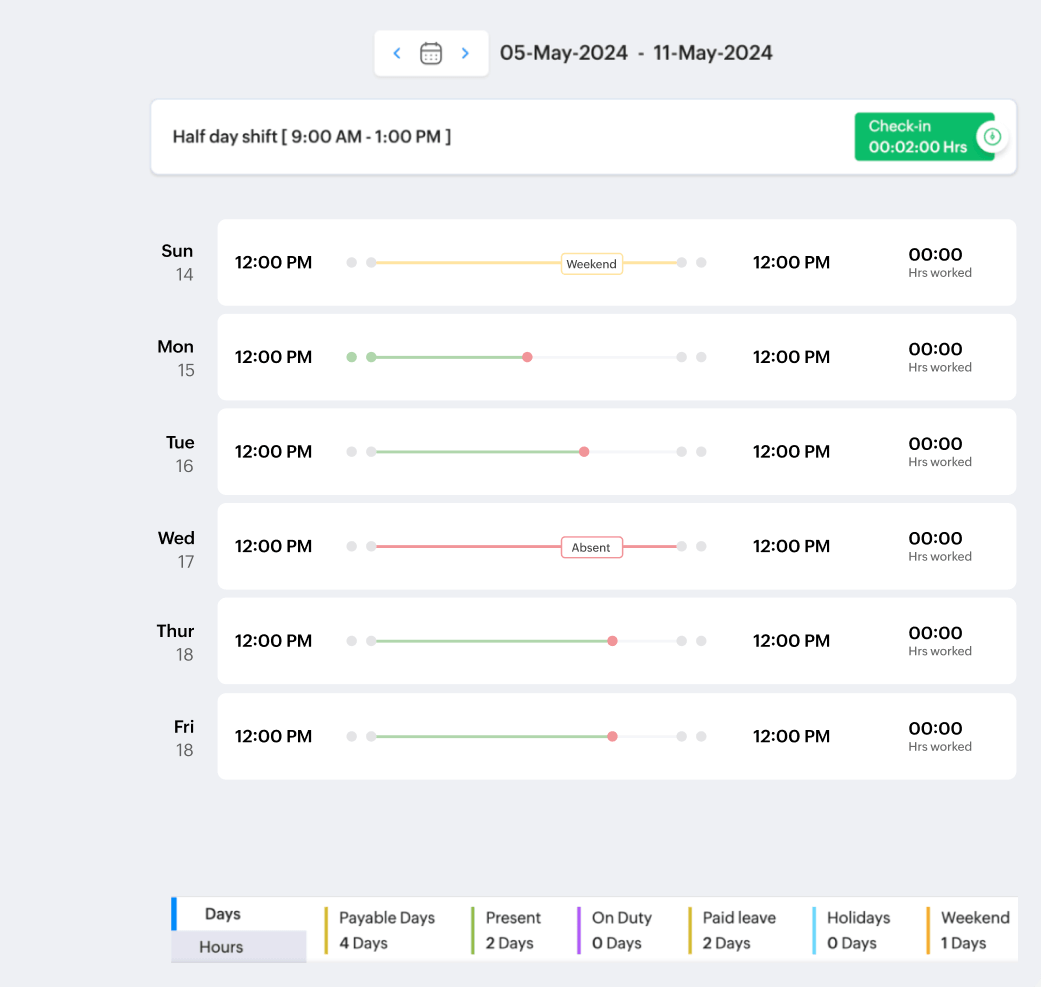 05-May-2024 - 11-May-2024
Half day shift [ 9:00 AM - 1:00 PM ]
Check-in
00:02:00 Hrs
Sun
14
12:00 PM
Weekend
12:00 PM
00:00
Hrs worked
Mon
15
12:00 PM
12:00 PM
00:00
Hrs worked
Tue
16
12:00 PM
12:00 PM
00:00
Hrs worked
Wed
17
12:00 PM
Absent
12:00 PM
00:00
Hrs worked
Thur
18
12:00 PM
12:00 PM
00:00
Hrs worked
Fri
18
12:00 PM
12:00 PM
00:00
Hrs worked
Days
Hours
Payable Days
4 Days
Present
2 Days
On Duty
0 Days
Paid leave
2 Days
Holidays
0 Days
Weekend
1 Days